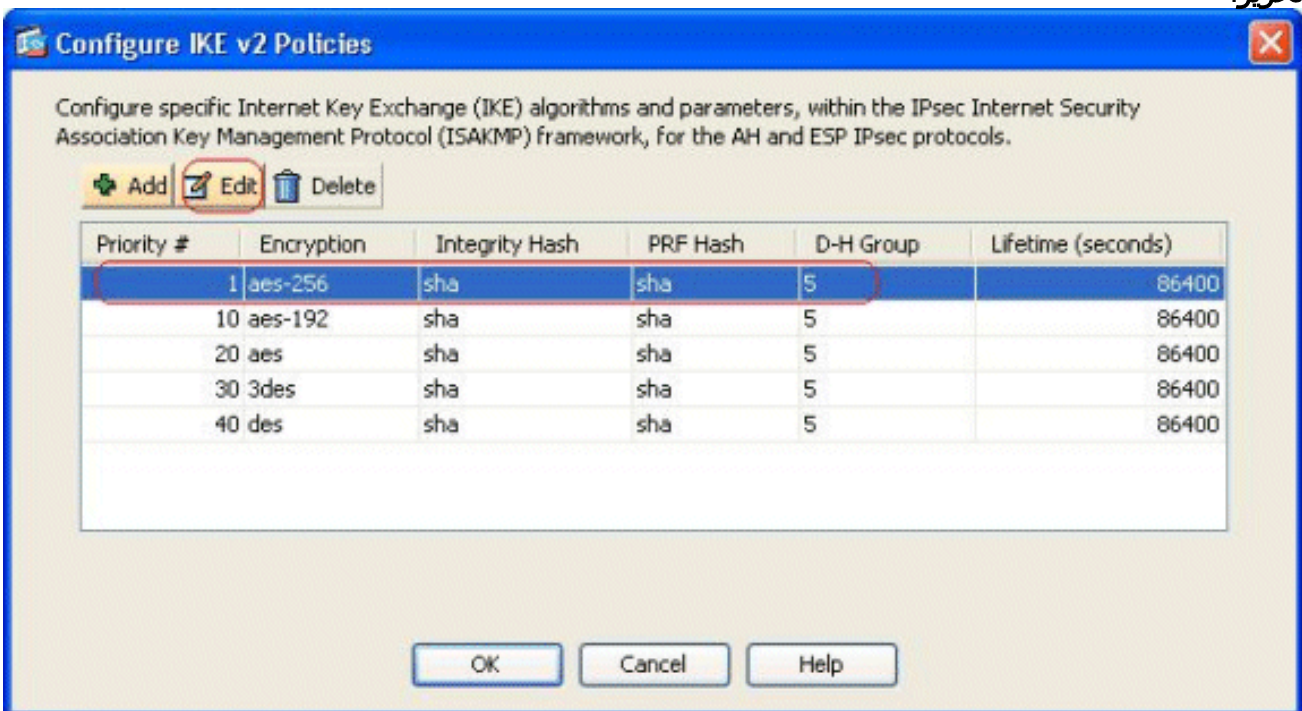 تحرير.
Configure IKE v2 Policies
Configure specific Internet Key Exchange (IKE) algorithms and parameters, within the IPsec Internet Security
Association Key Management Protocol (ISAKMP) framework, for the AH and ESP IPsec protocols.
Add Edit Delete
Priority # Encryption Integrity Hash PRF Hash D-H Group Lifetime (seconds)
1 aes-256 sha sha 5 86400
10 aes-192 sha sha 5 86400
20 aes sha sha 5 86400
30 3des sha sha 5 86400
40 des sha sha 5 86400
OK Cancel Help